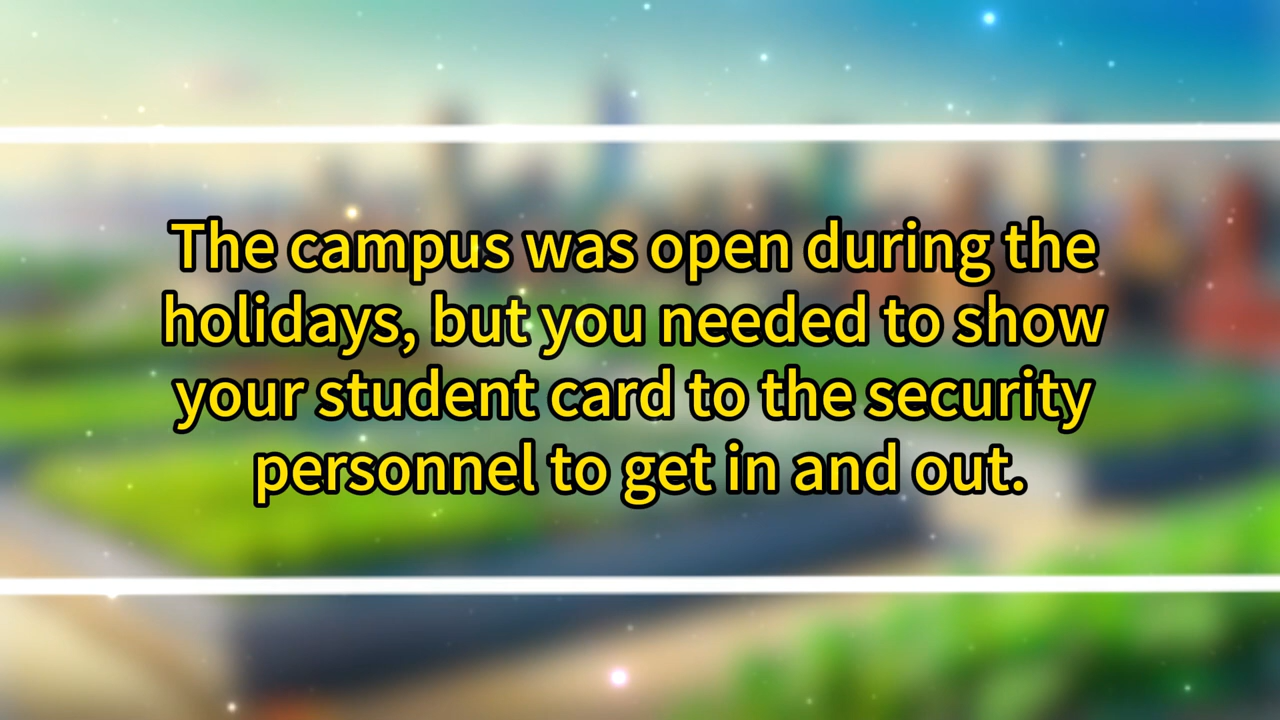 The campus was open during the
holidays, but you needed to show
your student card to the security
personnel to get in and out.